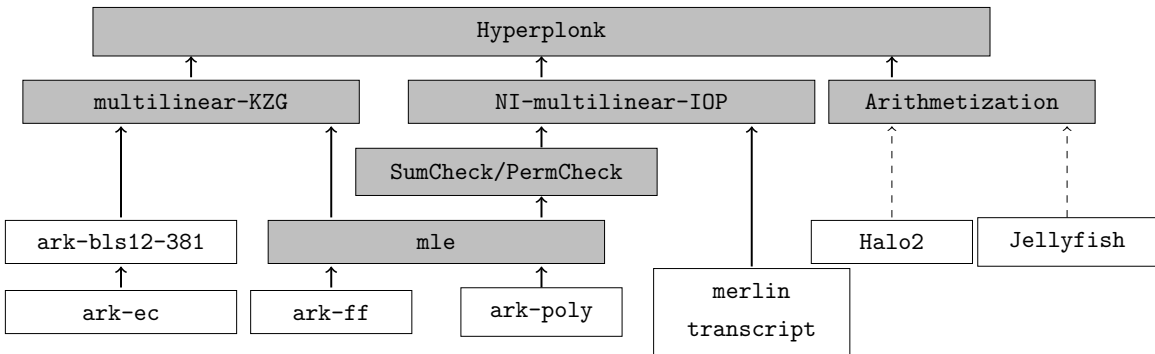 Hyperplonk
multilinear-KZG
NI-multilinear-IOP
Arithmetization
SumCheck/PermCheck
ark-bls12-381
mle
Halo2
Jellyfish
ark-ec
ark-ff
ark-poly
merlin
transcript